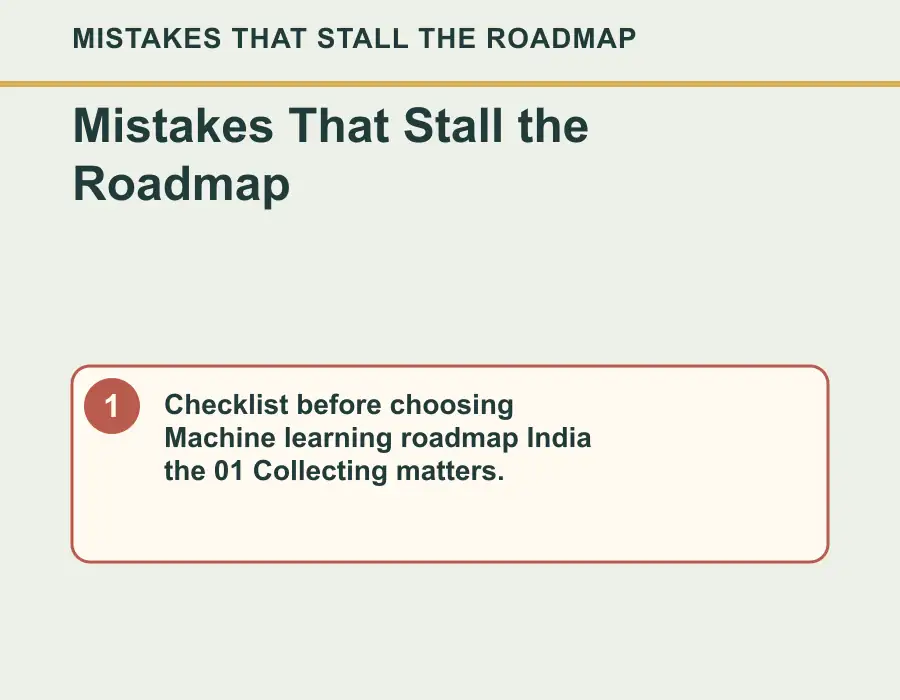 MISTAKES THAT STALL THE ROADMAP
Mistakes That Stall the
Roadmap
1
Checklist before choosing
Machine learning roadmap India
the 01 Collecting matters.